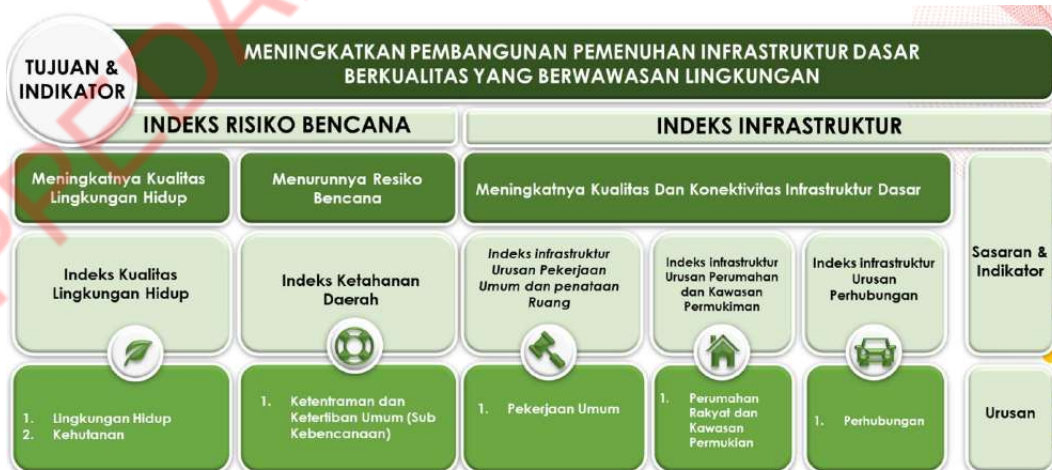 TUJUAN &
INDIKATOR
MENINGKATKAN PEMBANGUNAN PEMENUHAN INFRASTRUKTUR DASAR
BERKUALITAS YANG BERWAWASAN LINGKUNGAN
INDEKS RISIKO BENCANA
INDEKS INFRASTRUKTUR
Meningkatnya Kualitas
Lingkungan Hidup
Menurunnya Resiko
Bencana
Meningkatnya Kualitas Dan Konektivitas Infrastruktur Dasar
Sasaran &
Indikator
Indeks Kualitas
Lingkungan Hidup
Indeks Ketahanan
Daerah
Indeks infrastruktur
Urusan Pekerjaan
Umum dan penataan
Ruang
Indeks infrastruktur
Urusan Perumahan
dan Kawasan
Permukiman
Indeks infrastruktur
Urusan
Perhubungan
1. Lingkungan Hidup
2. Kehutanan
1. Ketentraman dan
Ketertiban Umum (Sub
Kebencanaan)
1. Pekerjaan Umum
1. Perumahan
Rakyat dan
Kawasan
Permukian
1. Perhubungan
Urusan